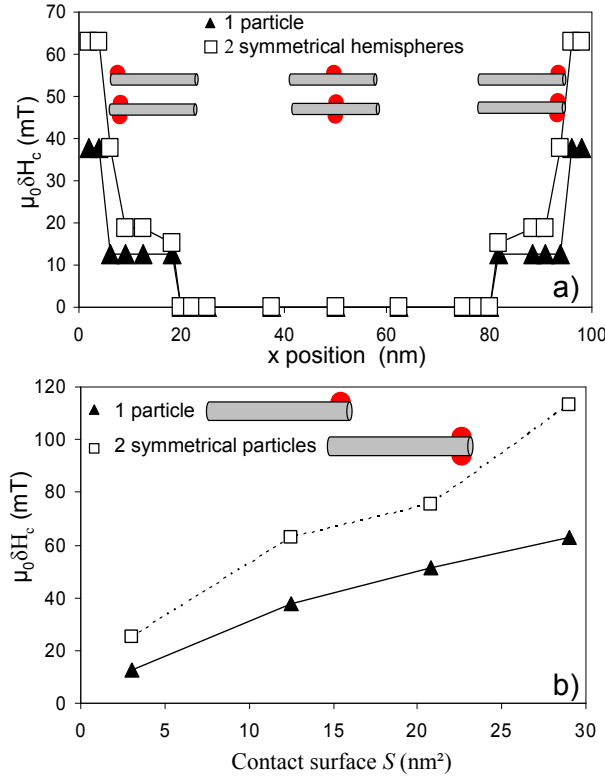 70
60
50
40
30
20
10
0
μ₀δH_c (mT)
▲ 1 particle
□ 2 symmetrical hemispheres
0 20 40 60 80 100
x position (nm)
a)
120
100
80
60
40
20
0
μ₀δH_c (mT)
▲ 1 particle
□ 2 symmetrical particles
0 5 10 15 20 25 30
b)
Contact surface S (nm²)